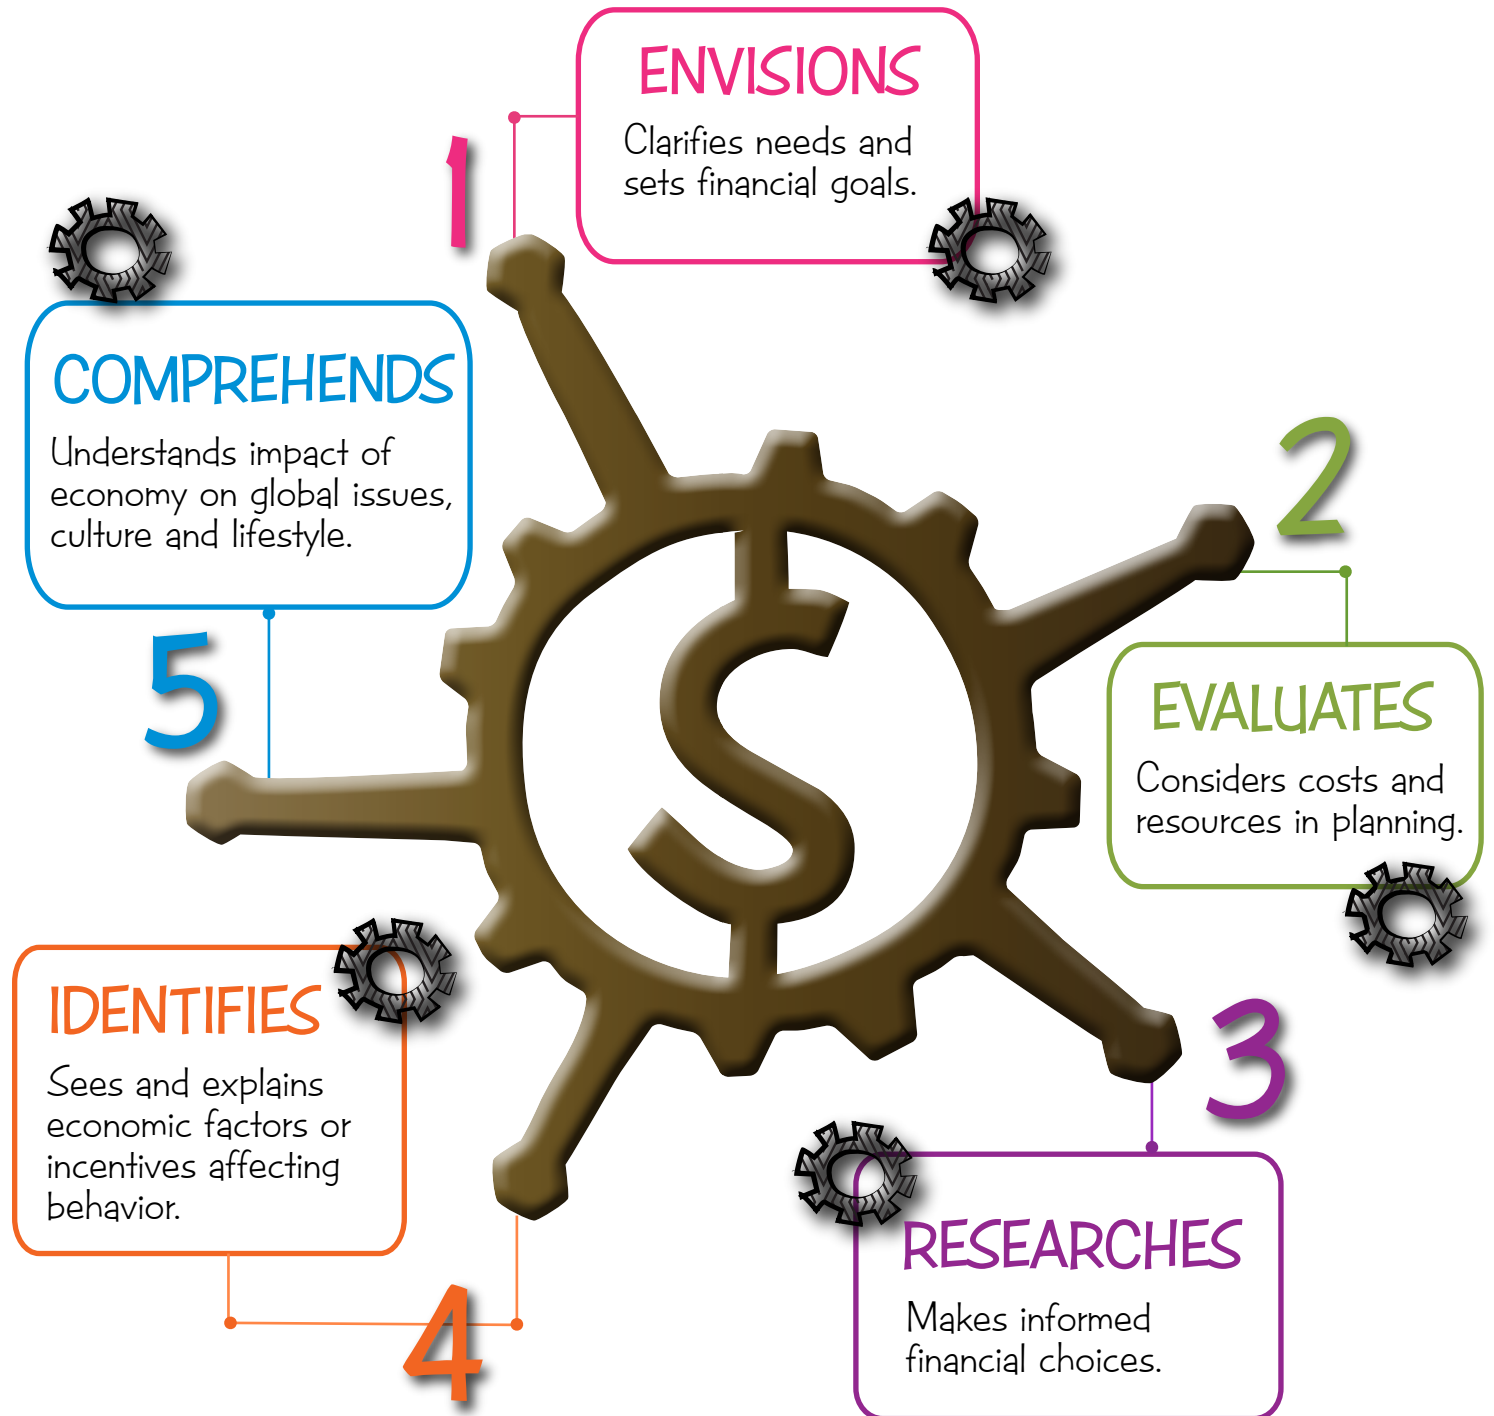 1
ENVISIONS
Clarifies needs and
sets financial goals.
2
EVALUATES
Considers costs and
resources in planning.
3
RESEARCHES
Makes informed
financial choices.
4
IDENTIFIES
Sees and explains
economic factors or
incentives affecting
behavior.
5
COMPREHENDS
Understands impact of
economy on global issues,
culture and lifestyle.
$